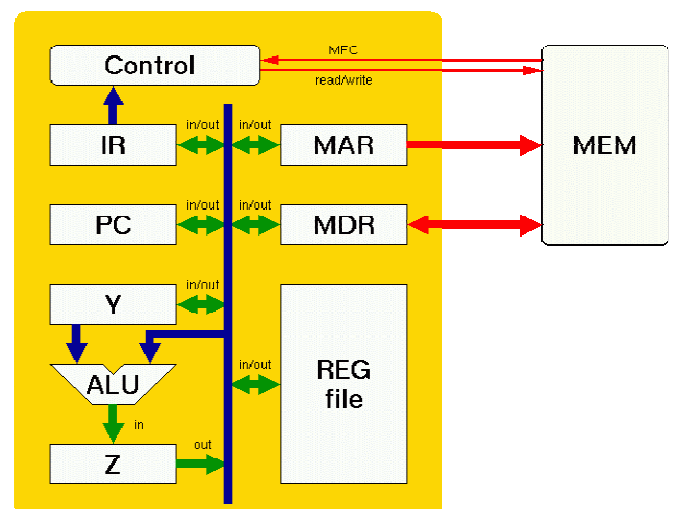 MFC
Control
read/write
in/out
in/out
IR
MAR
MEM
in/out
in/out
PC
MDR
in/out
Y
in/out
REG
file
ALU
in
out
Z